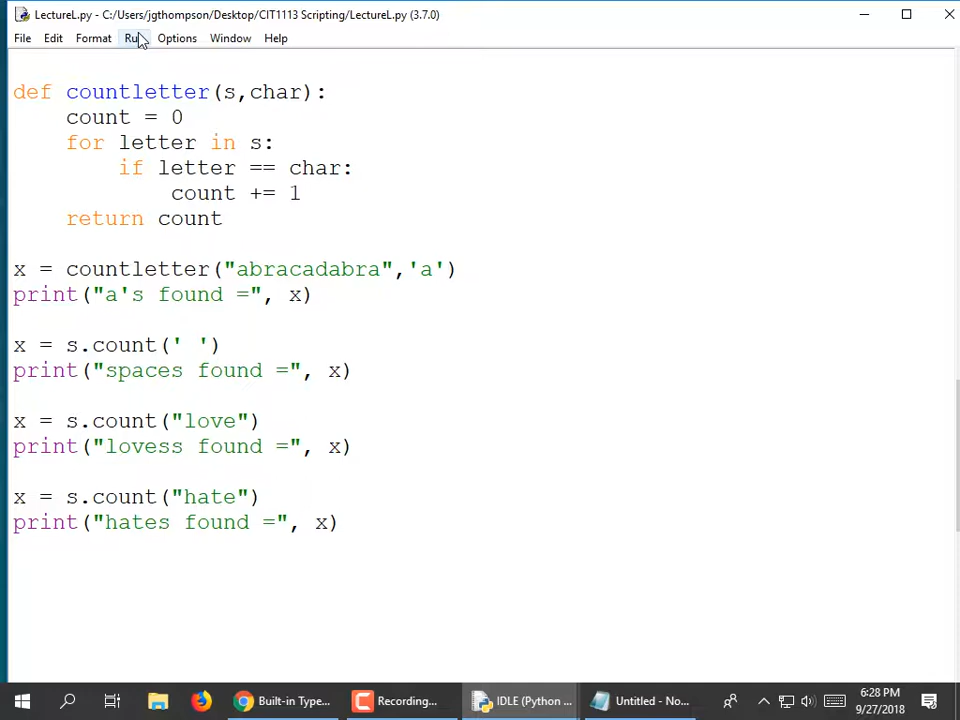 LectureL.py - C:/Users/jgthompson/Desktop/CIT1113 Scripting/LectureL.py (3.7.0)
File Edit Format Ru Options Window Help
def countletter(s,char):
    count = 0
    for letter in s:
        if letter == char:
            count += 1
    return count
x = countletter("abracadabra",'a')
print("a's found =", x)
x = s.count(' ')
print("spaces found =", x)
x = s.count("love")
print("lovess found =", x)
x = s.count("hate")
print("hates found =", x)
Built-in Type... Recording... IDLE (Python ... Untitled - No...
6:28 PM
9/27/2018